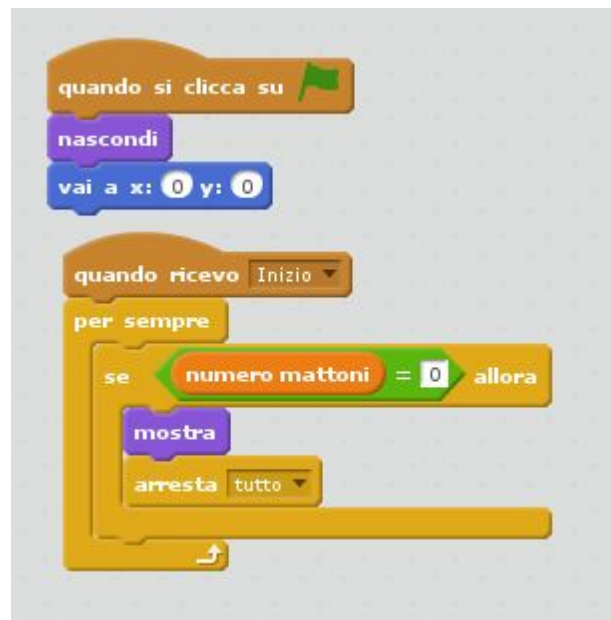 quando si clicca su
nascondi
vai a x: 0 y: 0
quando ricevo Inizio
per sempre
se numero mattoni = 0 allora
mostra
arresta tutto